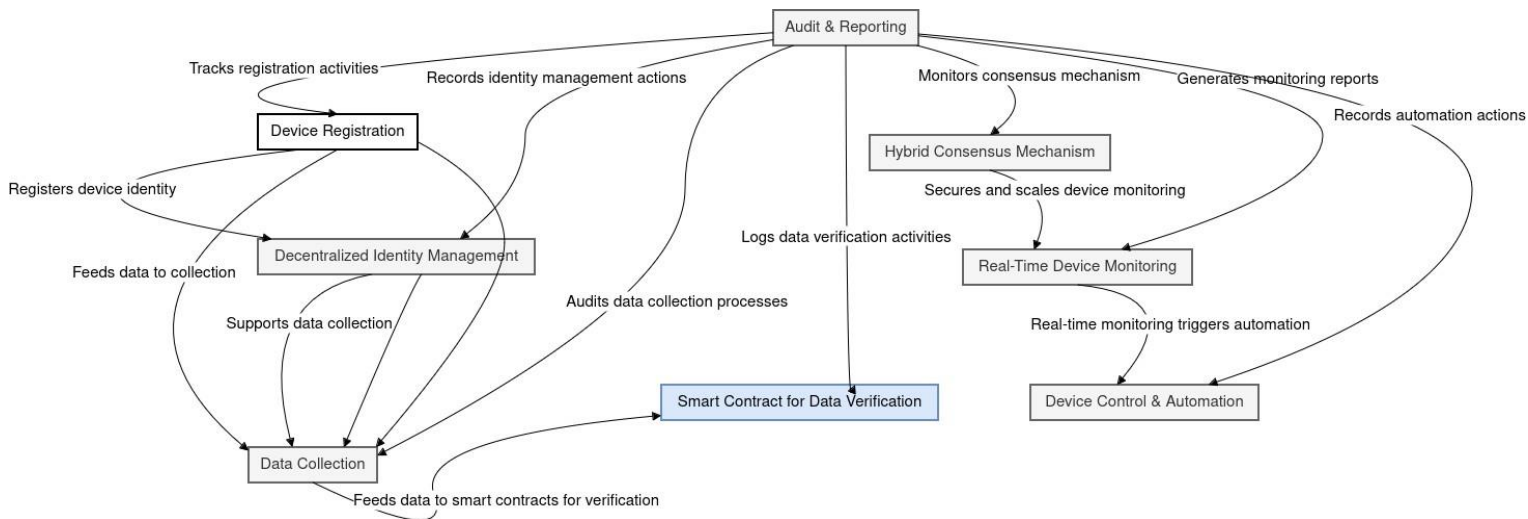 Audit & Reporting
Tracks registration activities
Records identity management actions
Monitors consensus mechanism
Generates monitoring reports
Records automation actions
Device Registration
Hybrid Consensus Mechanism
Registers device identity
Secures and scales device monitoring
Logs data verification activities
Decentralized Identity Management
Real-Time Device Monitoring
Feeds data to collection
Audits data collection processes
Supports data collection
Real-time monitoring triggers automation
Smart Contract for Data Verification
Device Control & Automation
Data Collection
Feeds data to smart contracts for verification